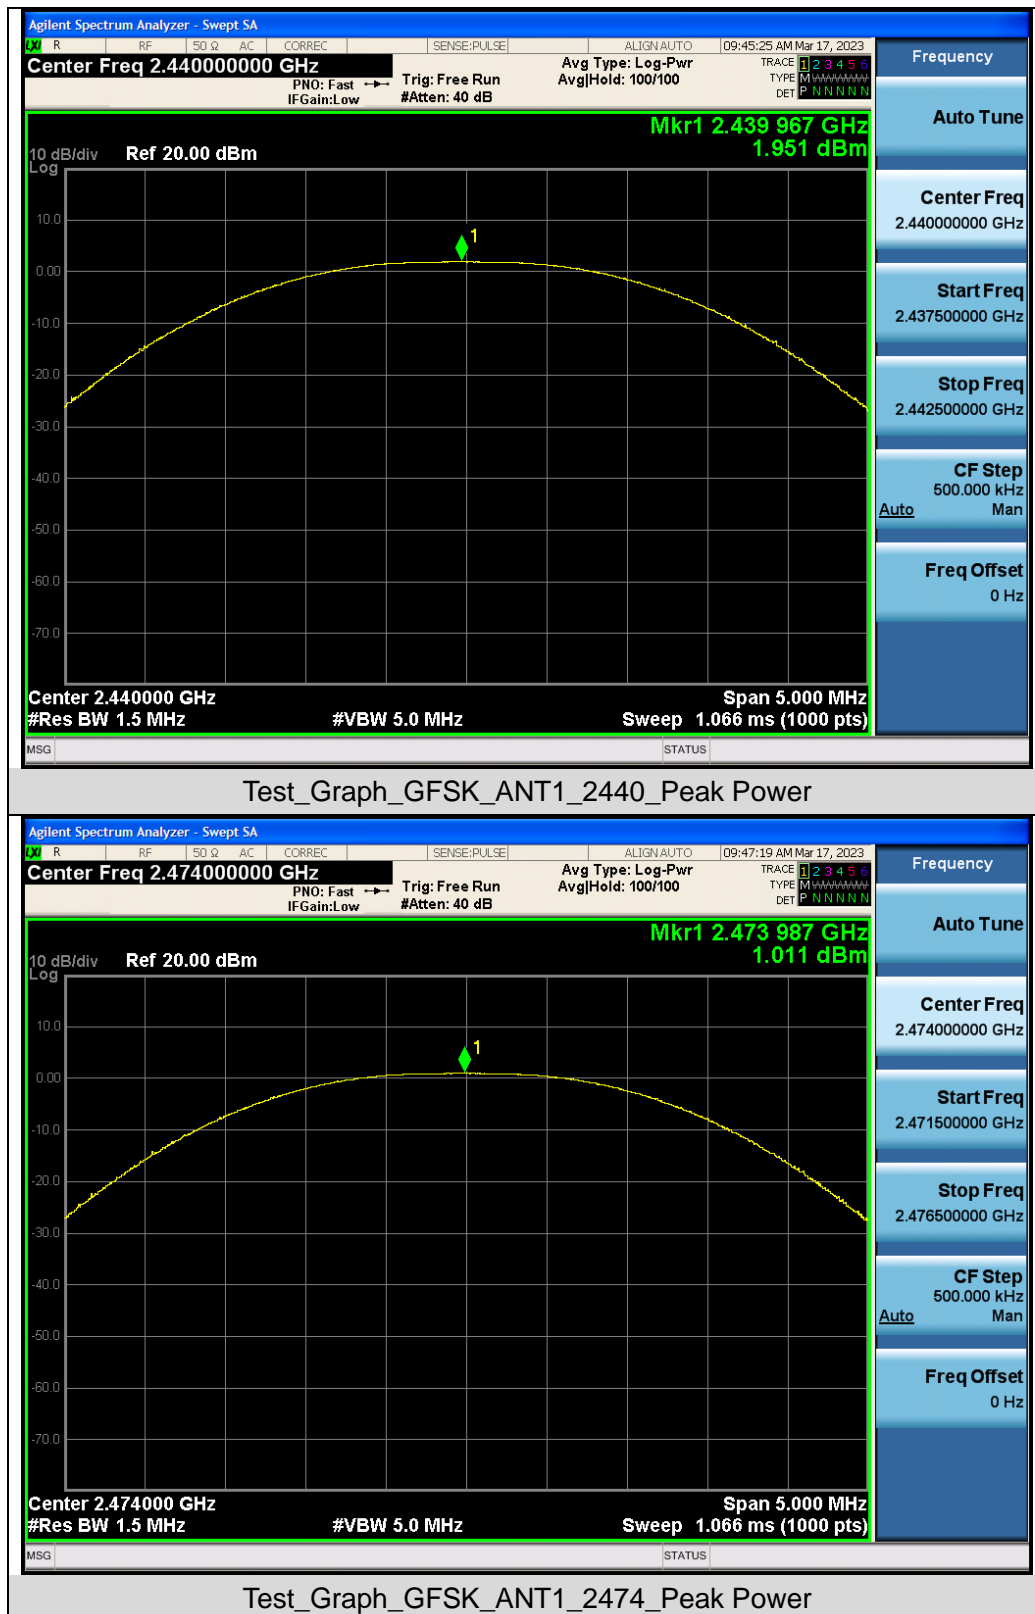 Agilent Spectrum Analyzer - Swept SA
LXI R RF 50 Ω AC CORREC SENSE:PULSE ALIGN AUTO 09:45:25 AM Mar 17, 2023
Center Freq 2.440000000 GHz
PNO: Fast
IFGain:Low
Trig: Free Run
#Atten: 40 dB
Avg Type: Log-Pwr
Avg|Hold: 100/100
TRACE 1 2 3 4 5 6
TYPE M W W W W W
DET P N N N N N
Mkr1 2.439 967 GHz
1.951 dBm
10 dB/div Ref 20.00 dBm
Log
1
10.0
0.00
-10.0
-20.0
-30.0
-40.0
-50.0
-60.0
-70.0
Center 2.440000 GHz Span 5.000 MHz
#Res BW 1.5 MHz #VBW 5.0 MHz Sweep 1.066 ms (1000 pts)
MSG STATUS
Frequency
Auto Tune
Center Freq
2.440000000 GHz
Start Freq
2.437500000 GHz
Stop Freq
2.442500000 GHz
CF Step
500.000 kHz
Auto Man
Freq Offset
0 Hz
Test_Graph_GFSK_ANT1_2440_Peak Power
Agilent Spectrum Analyzer - Swept SA
LXI R RF 50 Ω AC CORREC SENSE:PULSE ALIGN AUTO 09:47:19 AM Mar 17, 2023
Center Freq 2.474000000 GHz
PNO: Fast
IFGain:Low
Trig: Free Run
#Atten: 40 dB
Avg Type: Log-Pwr
Avg|Hold: 100/100
TRACE 1 2 3 4 5 6
TYPE M W W W W W
DET P N N N N N
Mkr1 2.473 987 GHz
1.011 dBm
10 dB/div Ref 20.00 dBm
Log
1
10.0
0.00
-10.0
-20.0
-30.0
-40.0
-50.0
-60.0
-70.0
Center 2.474000 GHz Span 5.000 MHz
#Res BW 1.5 MHz #VBW 5.0 MHz Sweep 1.066 ms (1000 pts)
MSG STATUS
Frequency
Auto Tune
Center Freq
2.474000000 GHz
Start Freq
2.471500000 GHz
Stop Freq
2.476500000 GHz
CF Step
500.000 kHz
Auto Man
Freq Offset
0 Hz
Test_Graph_GFSK_ANT1_2474_Peak Power